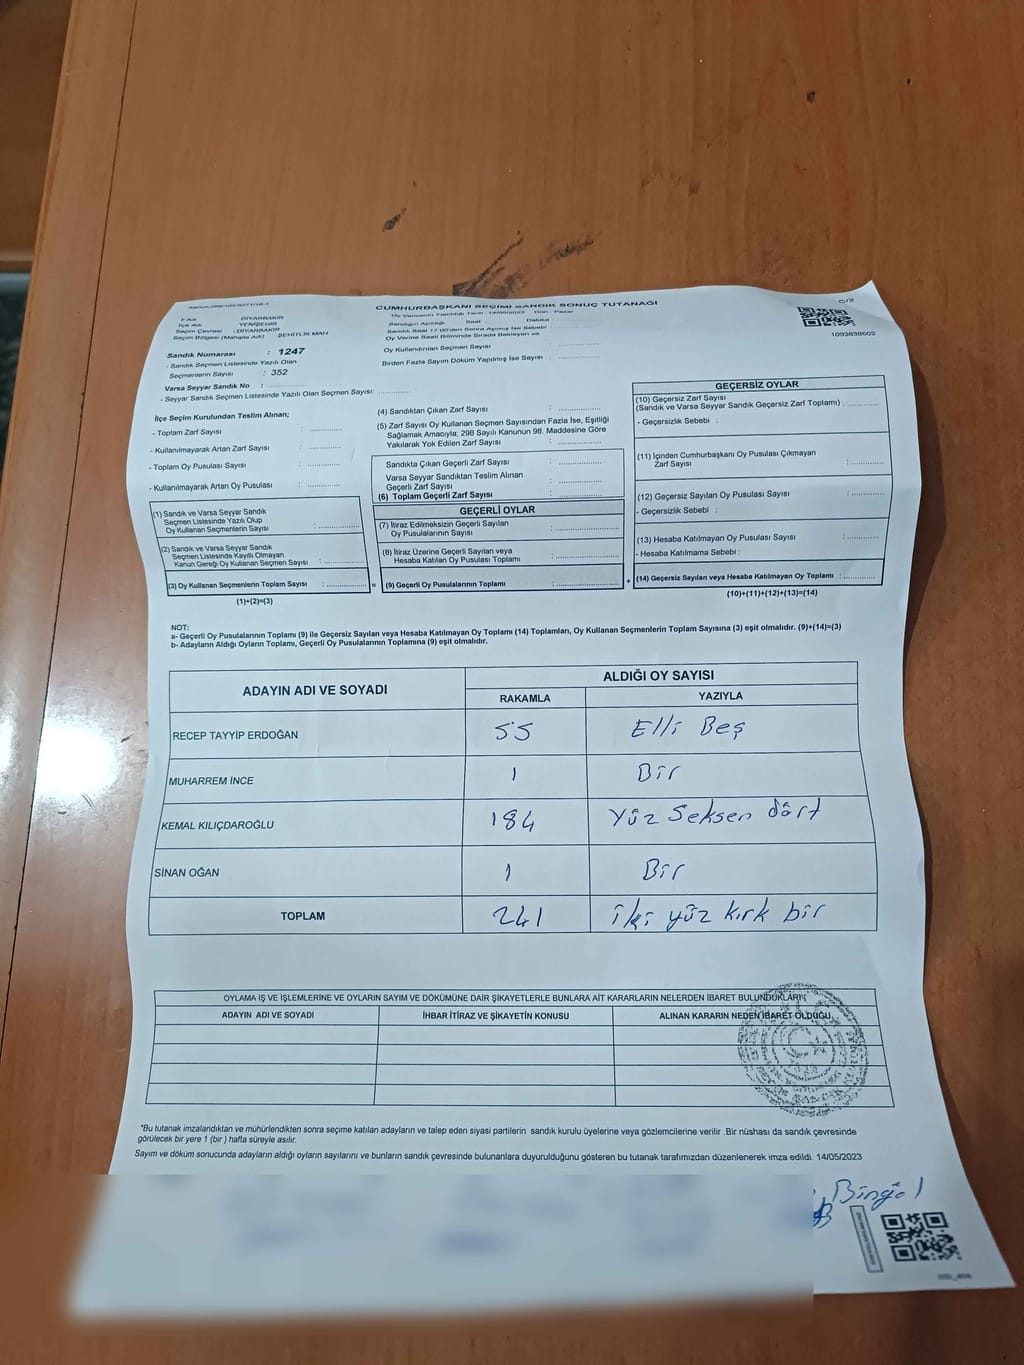 C/2
CUMHURBAŞKANI SEÇİMİ SANDIK SONUÇ TUTANAĞI
1093838602
İl Adı : DİYARBAKIR
İlçe Adı : YENİŞEHİR
Seçim Çevresi : DİYARBAKIR
Seçim Bölgesi (Mahalle Adı) : ŞEHİTLİK MAH
Sandık Numarası : 1247
- Sandık Seçmen Listesinde Yazılı Olan
Seçmenlerin Sayısı : 352
Varsa Seyyar Sandık No :
- Seyyar Sandık Seçmen Listesinde Yazılı Olan Seçmen Sayısı:
Oy Verme Saati Bitiminde Sırada Bekleyen ve
Oy Kullandırılan Seçmen Sayısı :
Birden Fazla Sayım Döküm Yapılmış İse Sayısı :
İlçe Seçim Kurulundan Teslim Alınan;
- Toplam Zarf Sayısı :
- Kullanılmayarak Artan Zarf Sayısı :
- Toplam Oy Pusulası Sayısı :
- Kullanılmayarak Artan Oy Pusulası :
(1) Sandık ve Varsa Seyyar Sandık
Seçmen Listesinde Yazılı Olup
Oy Kullanan Seçmenlerin Sayısı :
(2) Sandık ve Varsa Seyyar Sandık
Seçmen Listesinde Kayıtlı Olmayan
Kanun Gereği Oy Kullanan Seçmen Sayısı :
(3) Oy Kullanan Seçmenlerin Toplam Sayısı : =
(1)+(2)=(3)
(4) Sandıktan Çıkan Zarf Sayısı :
(5) Zarf Sayısı Oy Kullanan Seçmen Sayısından Fazla İse, Eşitliği
Sağlamak Amacıyla; 298 Sayılı Kanunun 98. Maddesine Göre
Yakılarak Yok Edilen Zarf Sayısı :
Sandıkta Çıkan Geçerli Zarf Sayısı :
Varsa Seyyar Sandıktan Teslim Alınan
Geçerli Zarf Sayısı :
(6) Toplam Geçerli Zarf Sayısı :
GEÇERLİ OYLAR
(7) İtiraz Edilmeksizin Geçerli Sayılan
Oy Pusulalarının Sayısı :
(8) İtiraz Üzerine Geçerli Sayılan veya
Hesaba Katılan Oy Pusulası Toplamı :
(9) Geçerli Oy Pusulalarının Toplamı : +
GEÇERSİZ OYLAR
(10) Geçersiz Zarf Sayısı
(Sandık ve Varsa Seyyar Sandık Geçersiz Zarf Toplamı) :
- Geçersizlik Sebebi :
(11) İçinden Cumhurbaşkanı Oy Pusulası Çıkmayan
Zarf Sayısı :
(12) Geçersiz Sayılan Oy Pusulası Sayısı :
- Geçersizlik Sebebi :
(13) Hesaba Katılmayan Oy Pusulası Sayısı :
- Hesaba Katılmama Sebebi :
(14) Geçersiz Sayılan veya Hesaba Katılmayan Oy Toplamı :
(10)+(11)+(12)+(13)=(14)
NOT:
a- Geçerli Oy Pusulalarının Toplamı (9) ile Geçersiz Sayılan veya Hesaba Katılmayan Oy Toplamı (14) Toplamları, Oy Kullanan Seçmenlerin Toplam Sayısına (3) eşit olmalıdır. (9)+(14)=(3)
b- Adayların Aldığı Oyların Toplamı, Geçerli Oy Pusulalarının Toplamına (9) eşit olmalıdır.
ADAYIN ADI VE SOYADI ALDIĞI OY SAYISI
RAKAMLA YAZIYLA
RECEP TAYYİP ERDOĞAN 55 Elli Beş
MUHARREM İNCE 1 Bir
KEMAL KILIÇDAROĞLU 184 Yüz Seksen dört
SİNAN OĞAN 1 Bir
TOPLAM 241 iki yüz kırk bir
OYLAMA İŞ VE İŞLEMLERİNE VE OYLARIN SAYIM VE DÖKÜMÜNE DAİR ŞİKAYETLERLE BUNLARA AİT KARARLARIN NELERDEN İBARET BULUNDUKLARI;
ADAYIN ADI VE SOYADI İHBAR İTİRAZ VE ŞİKAYETİN KONUSU ALINAN KARARIN NEDEN İBARET OLDUĞU
*Bu tutanak imzalandıktan ve mühürlendikten sonra seçime katılan adayların ve talep eden siyasi partilerin sandık kurulu üyelerine veya gözlemcilerine verilir .Bir nüshası da sandık çevresinde
görülecek bir yere 1 (bir) hafta süreyle asılır.
Sayım ve döküm sonucunda adayların aldığı oyların sayılarını ve bunların sandık çevresinde bulunanlara duyurulduğunu gösteren bu tutanak tarafımızdan düzenlenerek imza edildi. 14/05/2023
Bingöl